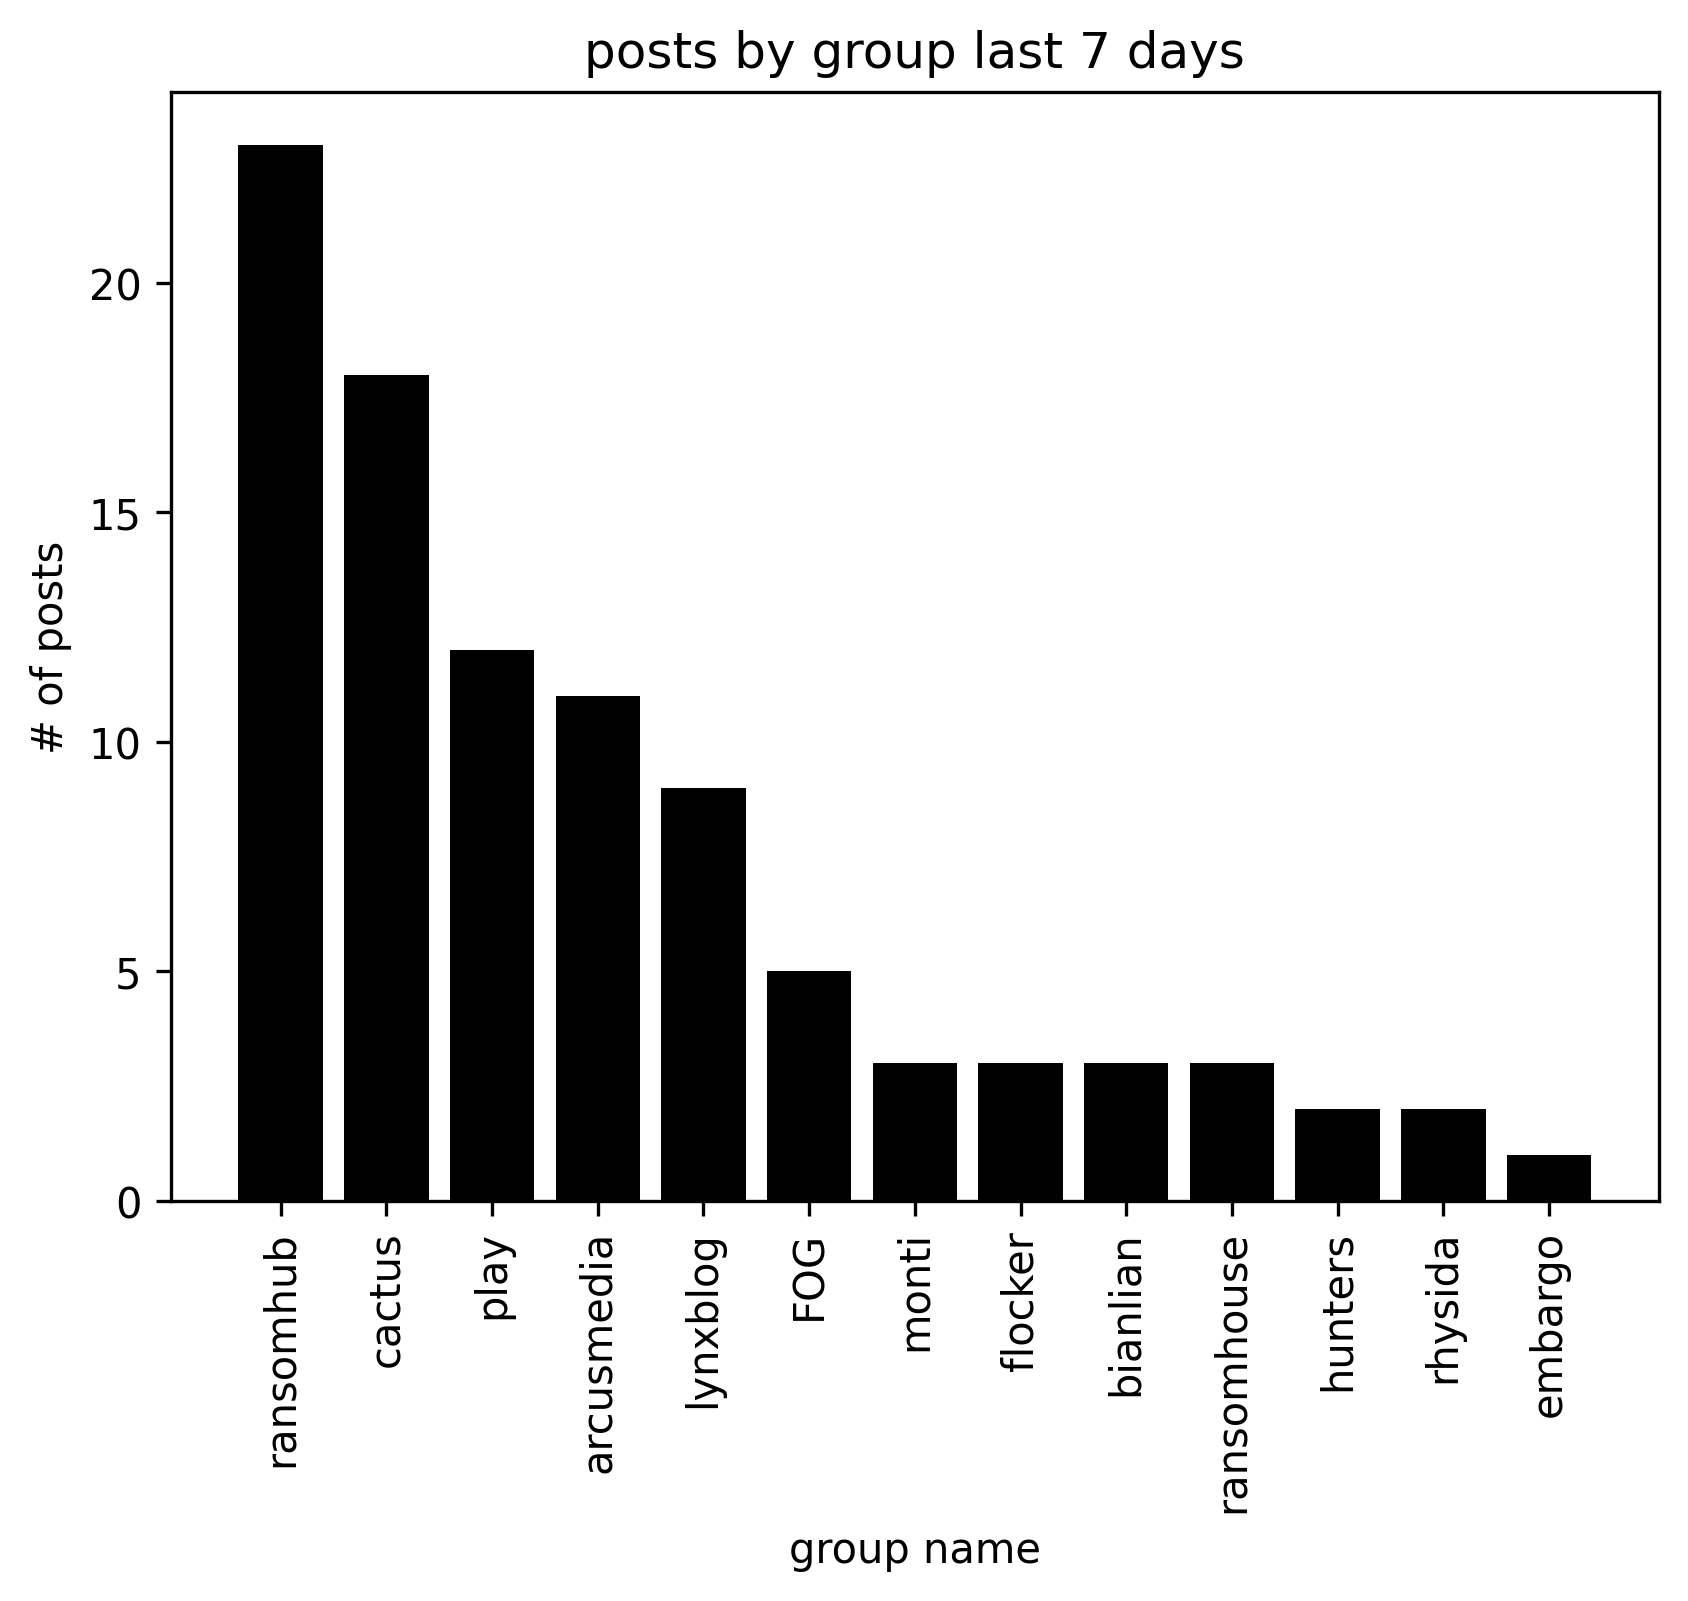 posts by group last 7 days
# of posts
20
15
10
5
0
ransomhub
cactus
play
arcusmedia
lynxblog
FOG
monti
flocker
bianlian
ransomhouse
hunters
rhysida
embargo
group name